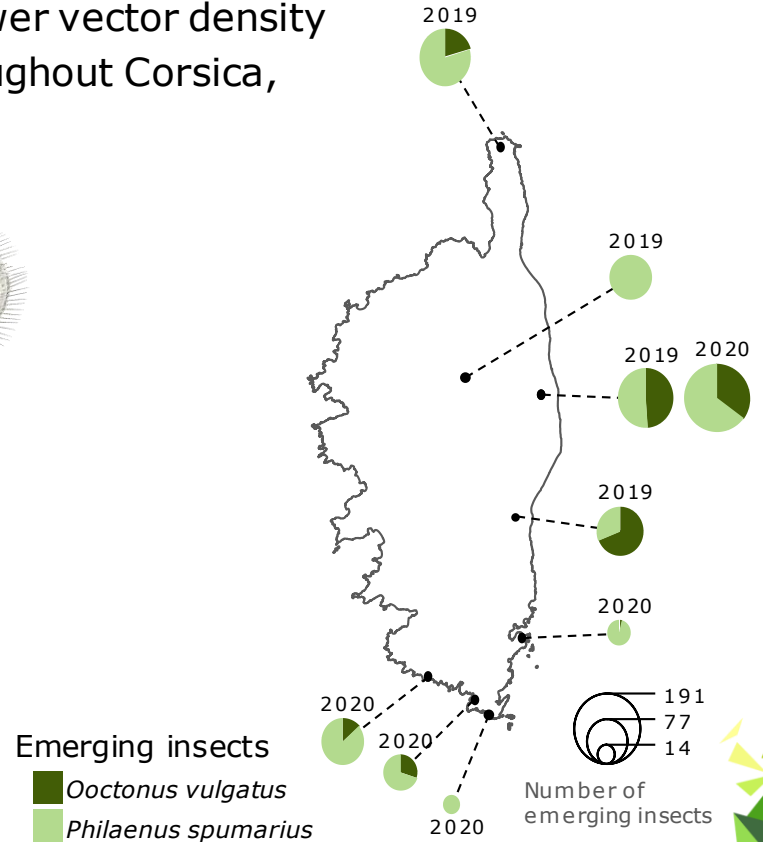 wer vector density
ughout Corsica,
2019
2019
2019 2020
2019
2020
2020
2020
2020
191
77
14
Number of
emerging insects
Emerging insects
Ooctonus vulgatus
Philaenus spumarius